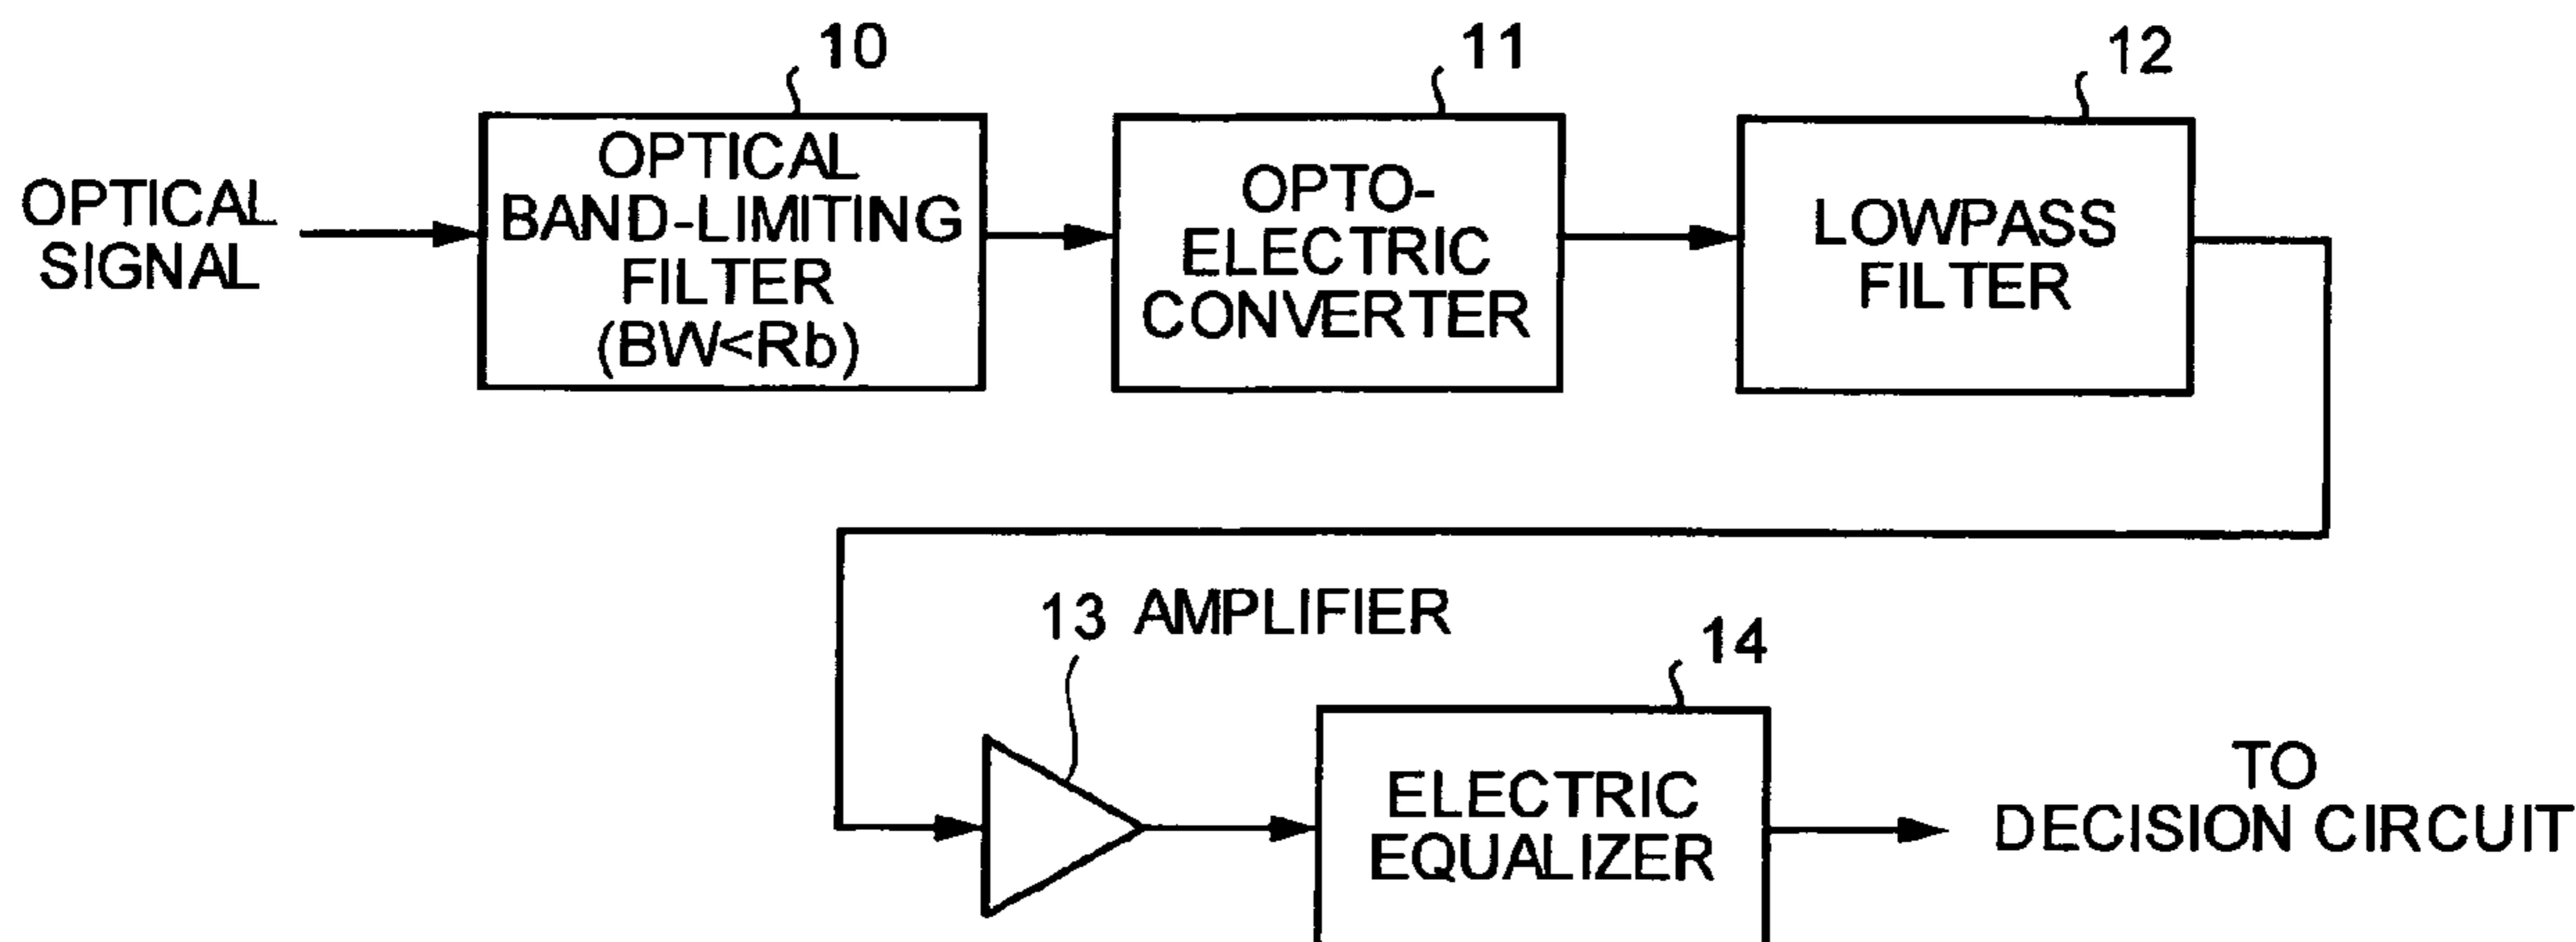 10
11
12
OPTICAL
SIGNAL
OPTICAL
BAND-LIMITING
FILTER
(BW<Rb)
OPTO-
ELECTRIC
CONVERTER
LOWPASS
FILTER
13 AMPLIFIER
14
ELECTRIC
EQUALIZER
TO
DECISION CIRCUIT